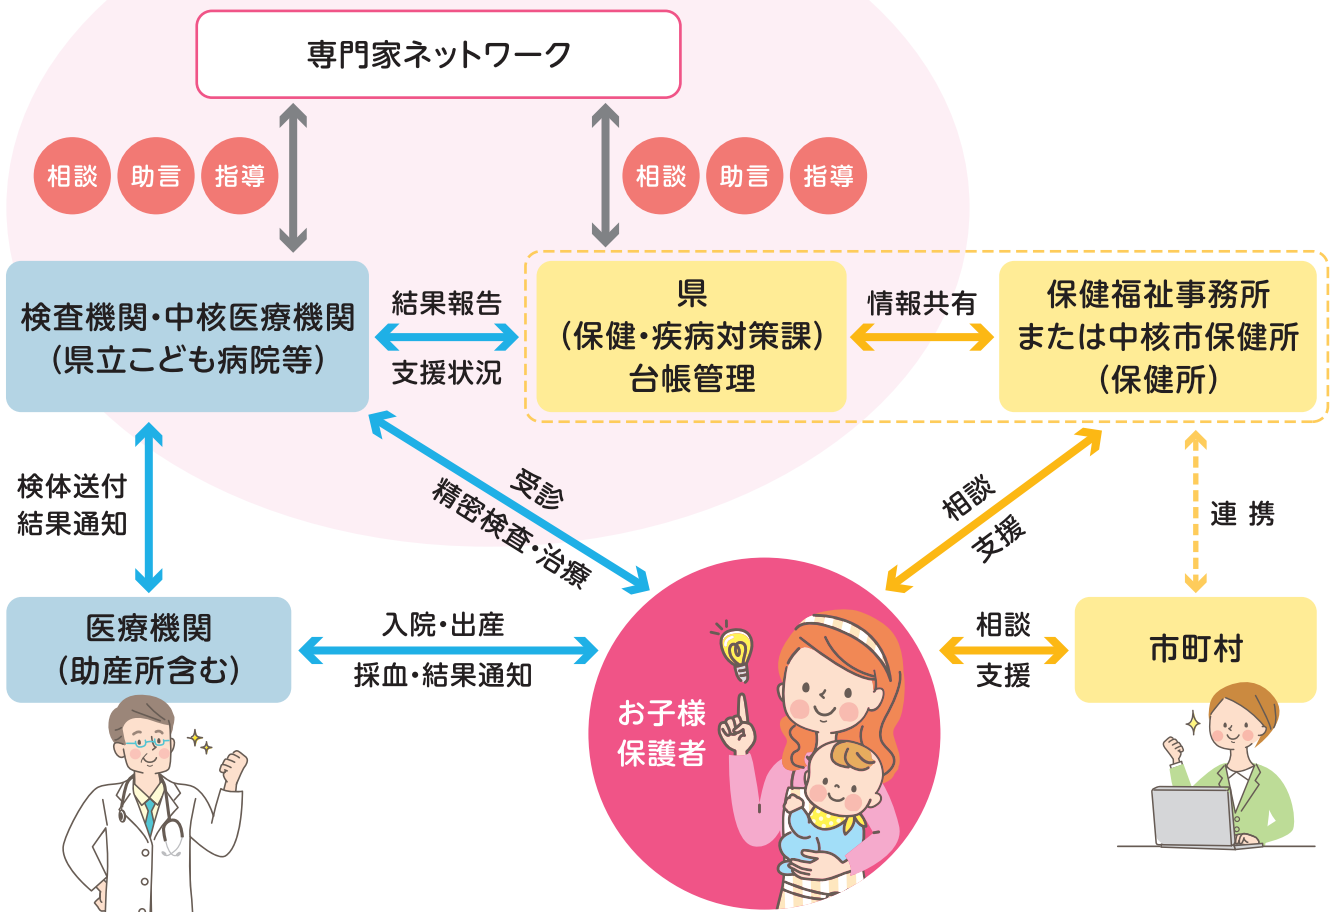 専門家ネットワーク
相談
助言
指導
相談
助言
指導
検査機関・中核医療機関
(県立こども病院等)
結果報告
支援状況
県
(保健・疾病対策課)
台帳管理
情報共有
保健福祉事務所
または中核市保健所
(保健所)
検体送付
結果通知
受診
精密検査・治療
相談
支援
連 携
医療機関
(助産所含む)
入院・出産
採血・結果通知
お子様
保護者
相談
支援
市町村